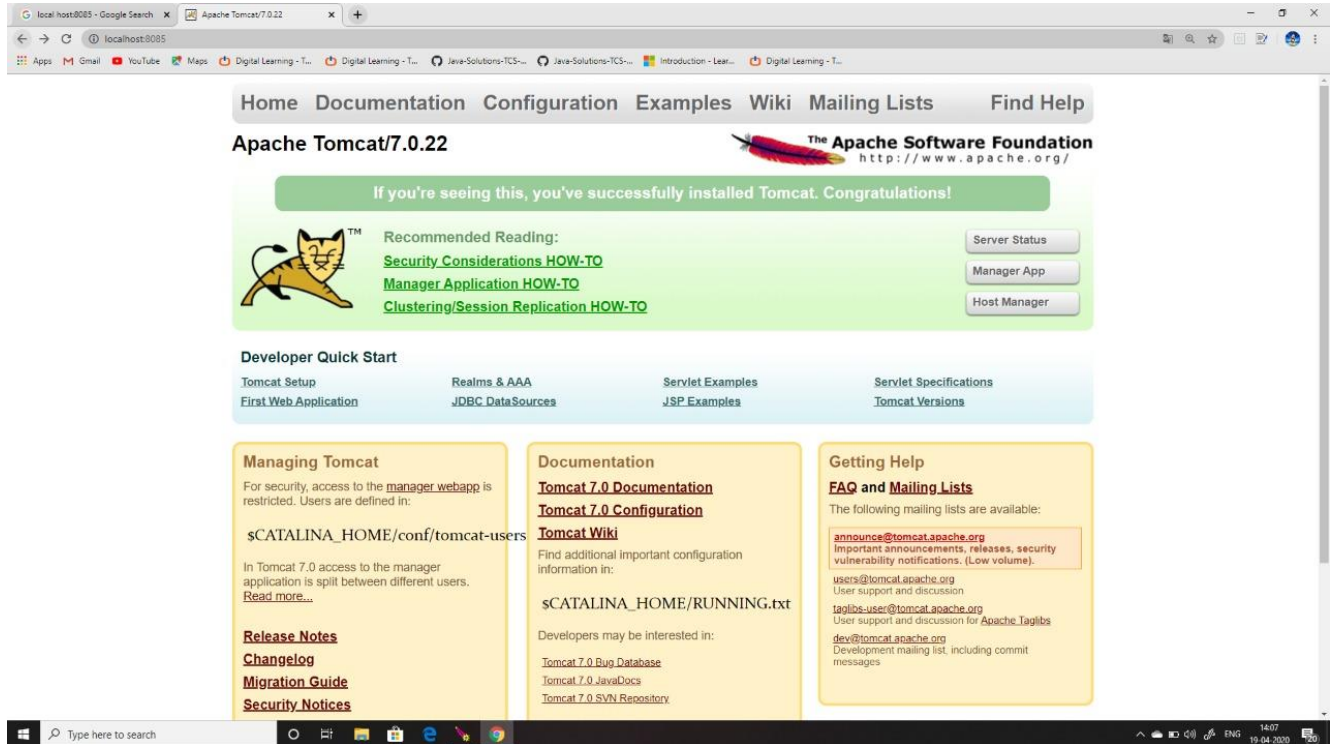 local host:8085 - Google Search
Apache Tomcat/7.0.22
localhost:8085
Apps Gmail YouTube Maps Digital Learning - T... Digital Learning - T... Java-Solutions-TCS-... Java-Solutions-TCS-... Introduction - Lear... Digital Learning - T...
Home Documentation Configuration Examples Wiki Mailing Lists Find Help
Apache Tomcat/7.0.22
The Apache Software Foundation
http://www.apache.org/
If you're seeing this, you've successfully installed Tomcat. Congratulations!
TM
Recommended Reading:
Security Considerations HOW-TO
Manager Application HOW-TO
Clustering/Session Replication HOW-TO
Server Status
Manager App
Host Manager
Developer Quick Start
Tomcat Setup Realms & AAA Servlet Examples Servlet Specifications
First Web Application JDBC DataSources JSP Examples Tomcat Versions
Managing Tomcat
For security, access to the manager webapp is
restricted. Users are defined in:
$CATALINA_HOME/conf/tomcat-users
In Tomcat 7.0 access to the manager
application is split between different users.
Read more...
Release Notes
Changelog
Migration Guide
Security Notices
Documentation
Tomcat 7.0 Documentation
Tomcat 7.0 Configuration
Tomcat Wiki
Find additional important configuration
information in:
$CATALINA_HOME/RUNNING.txt
Developers may be interested in:
Tomcat 7.0 Bug Database
Tomcat 7.0 JavaDocs
Tomcat 7.0 SVN Repository
Getting Help
FAQ and Mailing Lists
The following mailing lists are available:
announce@tomcat.apache.org
Important announcements, releases, security
vulnerability notifications. (Low volume).
users@tomcat.apache.org
User support and discussion
taglibs-user@tomcat.apache.org
User support and discussion for Apache Taglibs
dev@tomcat.apache.org
Development mailing list, including commit
messages
Type here to search
ENG
14:07
19-04-2020
20